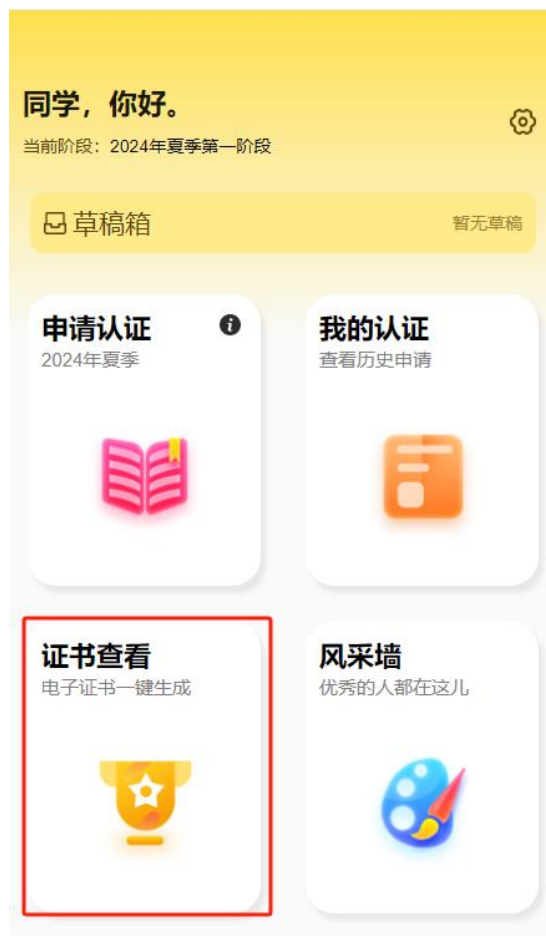 同学，你好。
当前阶段：2024年夏季第一阶段
草稿箱 暂无草稿
申请认证
2024年夏季
我的认证
查看历史申请
证书查看
电子证书一键生成
风采墙
优秀的人都在这儿